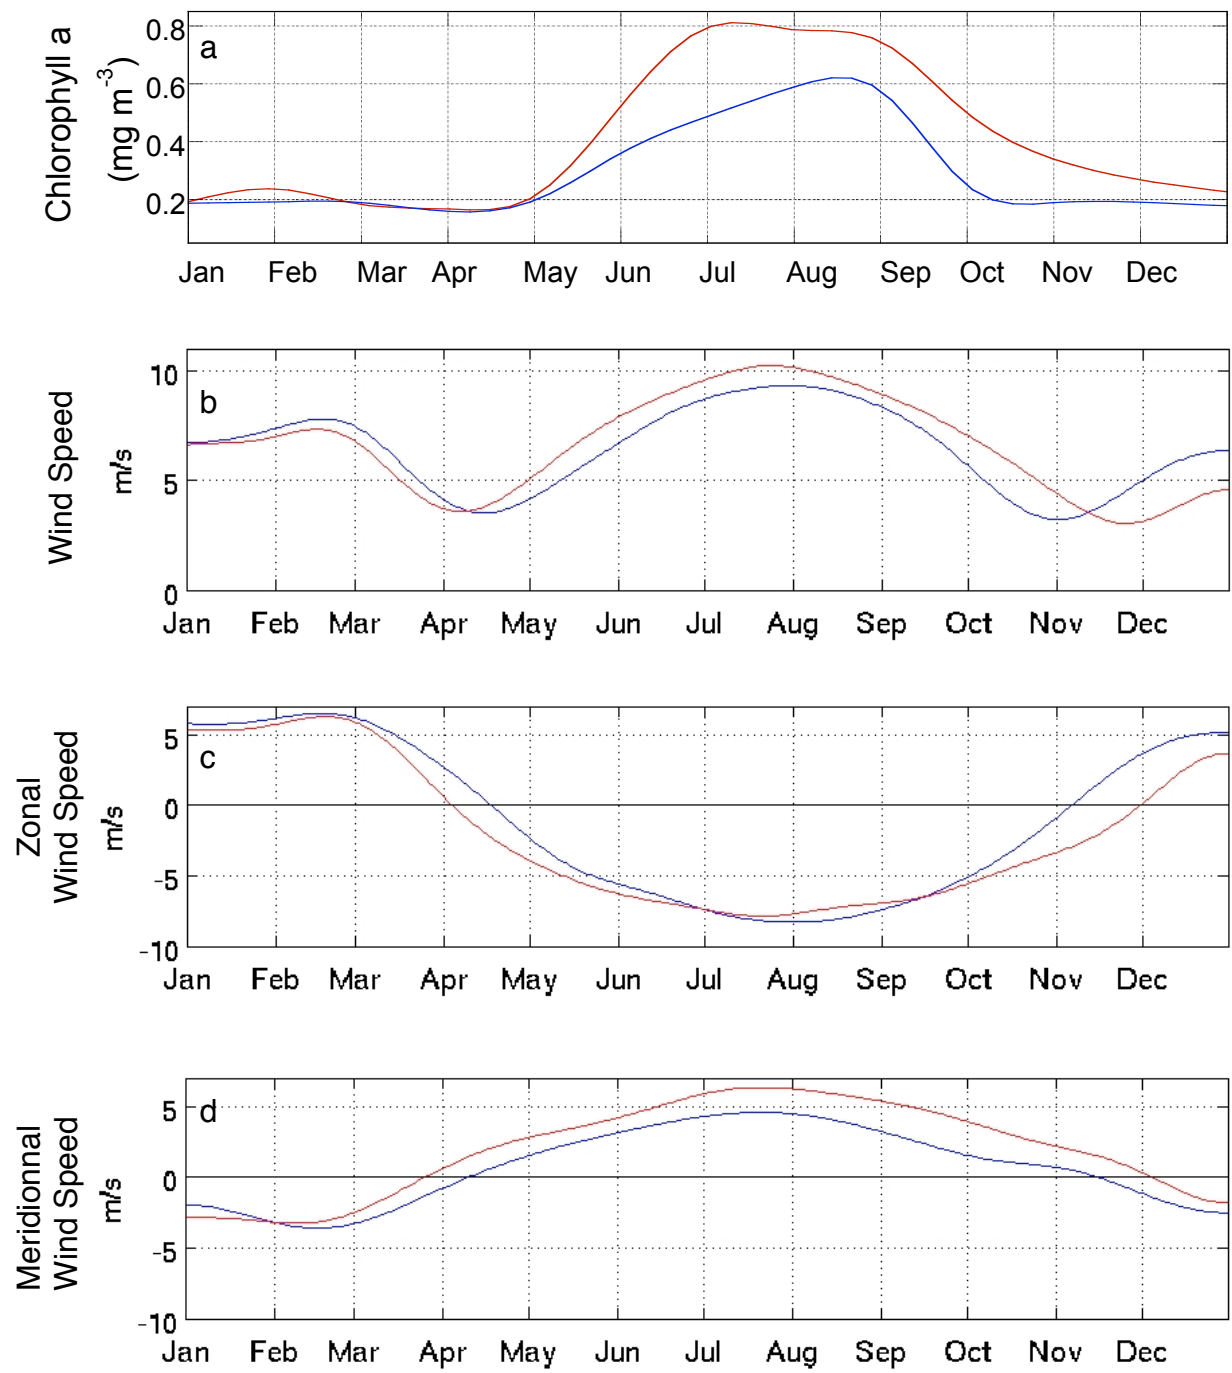 Chlorophyll a
(mg m-3)
a
0.8
0.6
0.4
0.2
Jan Feb Mar Apr May Jun Jul Aug Sep Oct Nov Dec
Wind Speed
m/s
b
10
5
0
Jan Feb Mar Apr May Jun Jul Aug Sep Oct Nov Dec
Zonal
Wind Speed
m/s
c
5
0
-5
-10
Jan Feb Mar Apr May Jun Jul Aug Sep Oct Nov Dec
Meridionnal
Wind Speed
m/s
d
5
0
-5
-10
Jan Feb Mar Apr May Jun Jul Aug Sep Oct Nov Dec